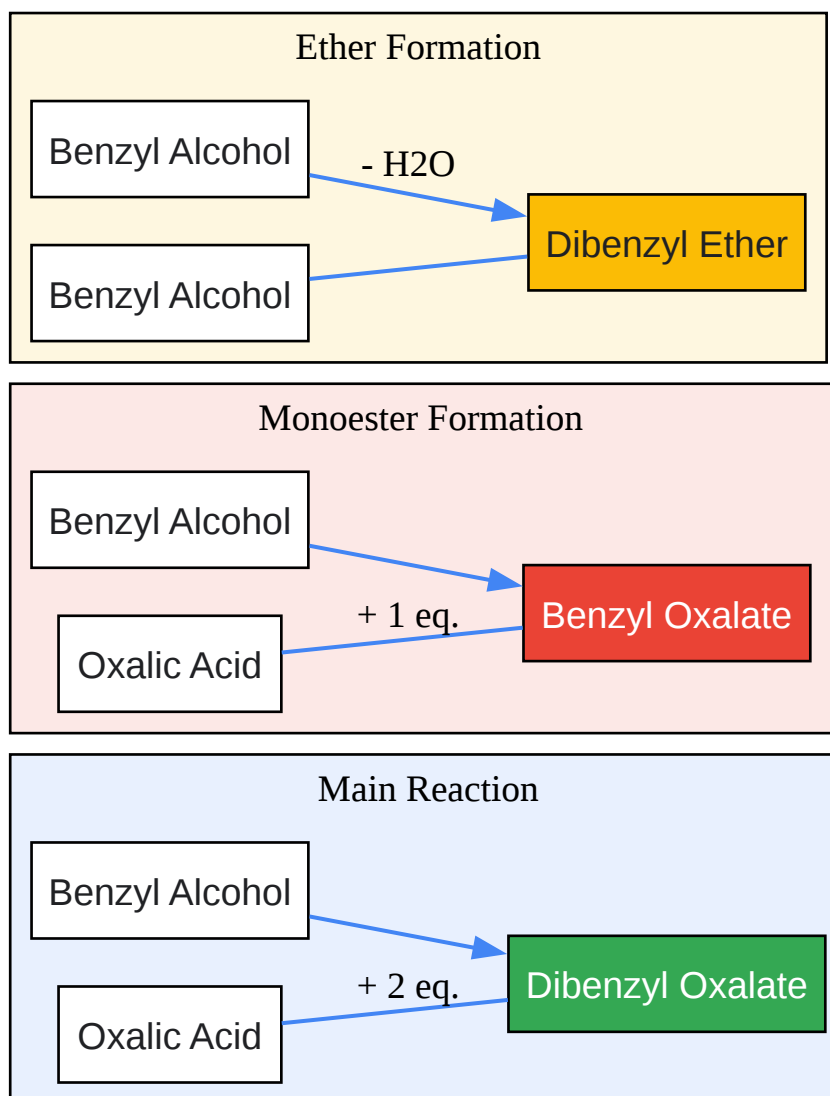 Ether Formation
Benzyl Alcohol
- H2O
Dibenzyl Ether
Benzyl Alcohol
Monoester Formation
Benzyl Alcohol
+ 1 eq.
Benzyl Oxalate
Oxalic Acid
Main Reaction
Benzyl Alcohol
+ 2 eq.
Dibenzyl Oxalate
Oxalic Acid